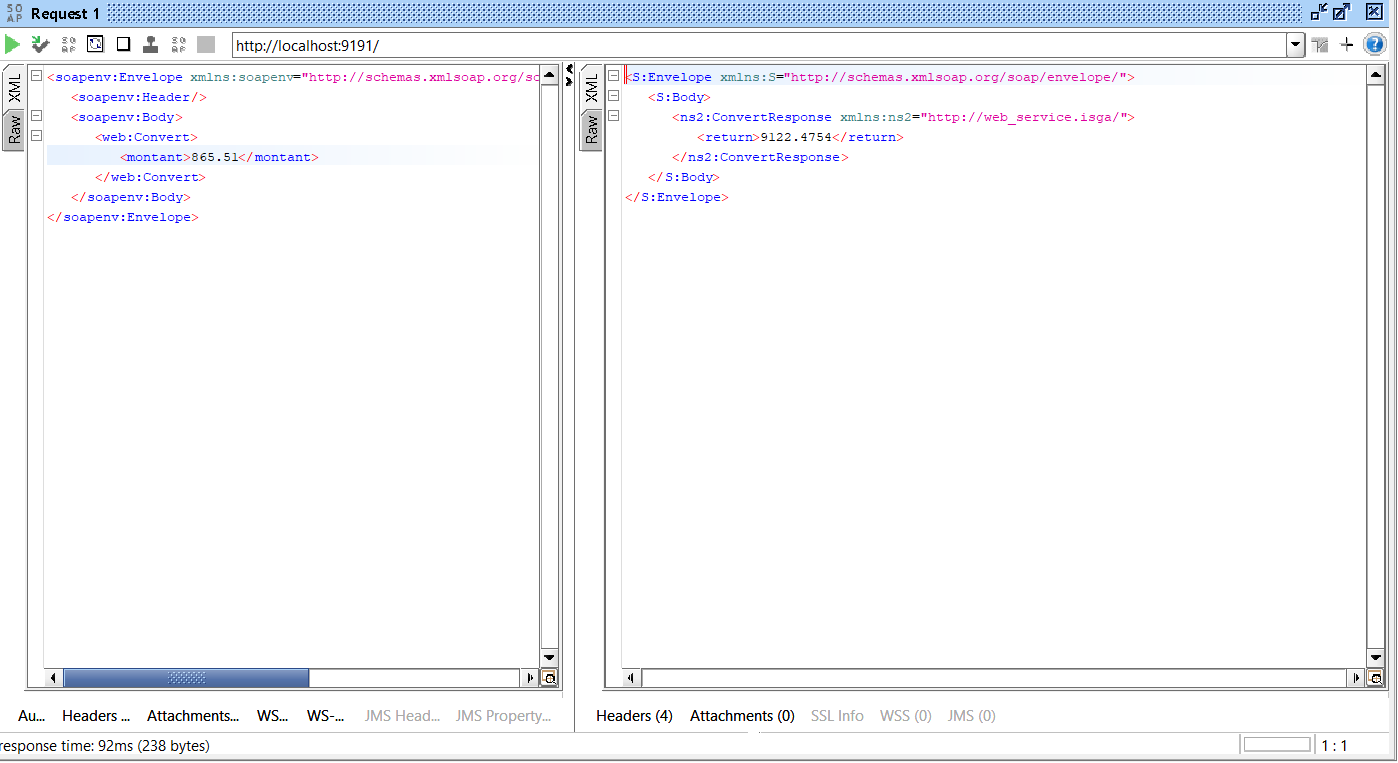 SO AP Request 1
http://localhost:9191/
XML
Raw
<soapenv:Envelope xmlns:soapenv="http://schemas.xmlsoap.org/so
<soapenv:Header/>
<soapenv:Body>
<web:Convert>
<montant>865.51</montant>
</web:Convert>
</soapenv:Body>
</soapenv:Envelope>
XML
Raw
<S:Envelope xmlns:S="http://schemas.xmlsoap.org/soap/envelope/">
<S:Body>
<ns2:ConvertResponse xmlns:ns2="http://web_service.isga/">
<return>9122.4754</return>
</ns2:ConvertResponse>
</S:Body>
</S:Envelope>
Au... Headers ... Attachments... WS... WS-... JMS Head... JMS Property...
Headers (4) Attachments (0) SSL Info WSS (0) JMS (0)
response time: 92ms (238 bytes)
1 : 1